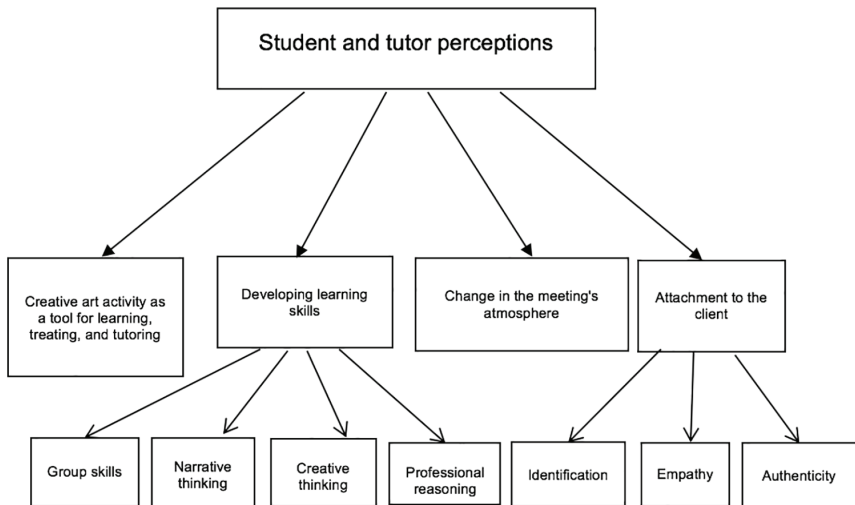 Student and tutor perceptions
Creative art activity as
a tool for learning,
treating, and tutoring
Developing learning
skills
Change in the meeting's
atmosphere
Attachment to the
client
Group skills
Narrative
thinking
Creative
thinking
Professional
reasoning
Identification
Empathy
Authenticity